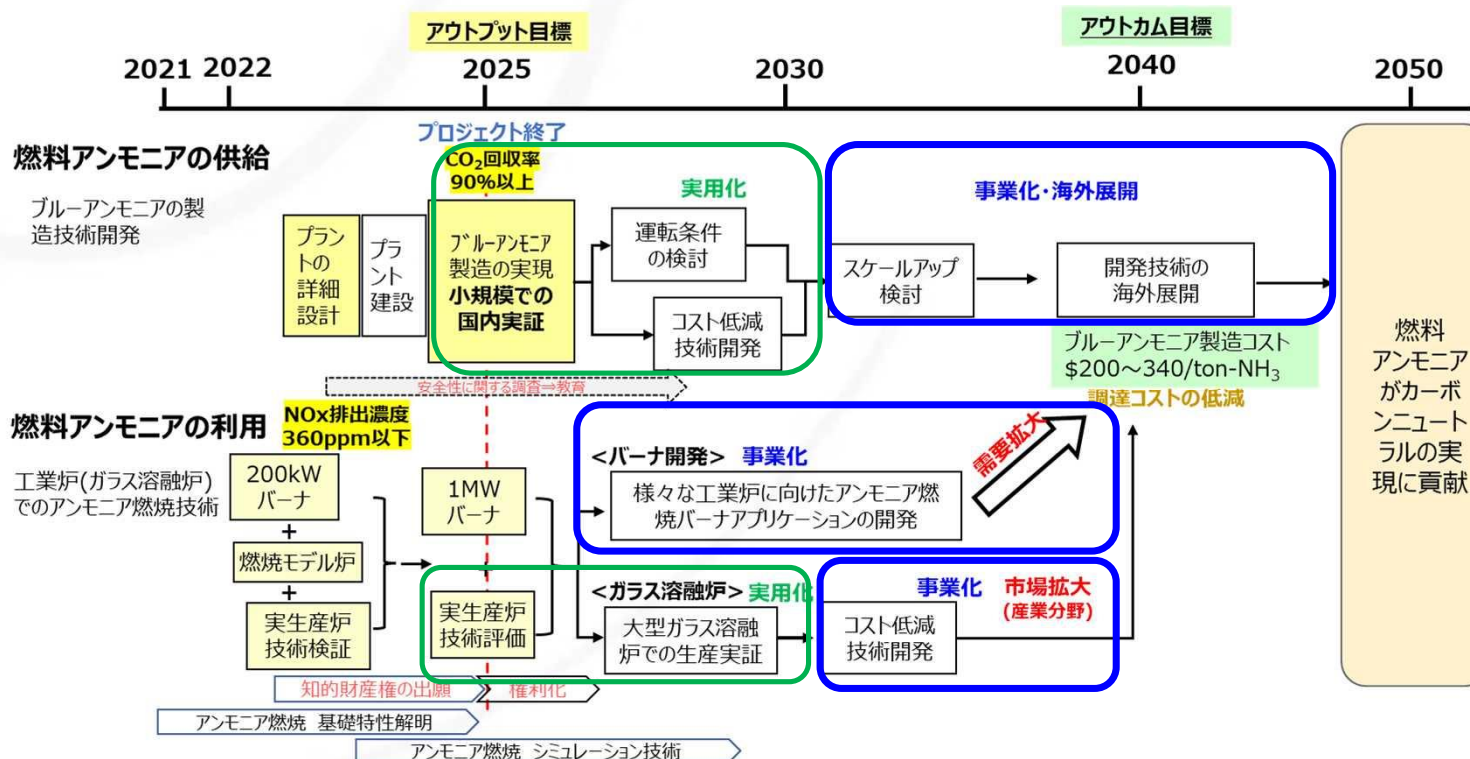 アウトプット目標
アウトカム目標
2021 2022 2025 2030 2040 2050
プロジェクト終了
燃料アンモニアの供給
CO₂回収率
90%以上
実用化
事業化・海外展開
ブルーアンモニアの製
造技術開発
プラン
トの
詳細
設計
プラ
ント
建設
ブルーアンモニア
製造の実現
小規模での
国内実証
運転条件
の検討
コスト低減
技術開発
スケールアップ
検討
開発技術の
海外展開
ブルーアンモニア製造コスト
$200～340/ton-NH₃
調達コストの低減
安全性に関する調査⇒教育
燃料アンモニアの利用
NOx排出濃度
360ppm以下
工業炉(ガラス溶融炉)
でのアンモニア燃焼技術
200kW
バーナ
+
燃焼モデル炉
+
実生産炉
技術検証
1MW
バーナ
+
実生産炉
技術評価
<バーナ開発> 事業化
様々な工業炉に向けたアンモニア燃
焼バーナアプリケーションの開発
需要拡大
<ガラス溶融炉> 実用化
大型ガラス溶融
炉での生産実証
事業化 市場拡大
(産業分野)
コスト低減
技術開発
知的財産権の出願
権利化
アンモニア燃焼 基礎特性解明
アンモニア燃焼 シミュレーション技術
燃料
アンモニア
がカーボ
ンニュート
ラルの実
現に貢献